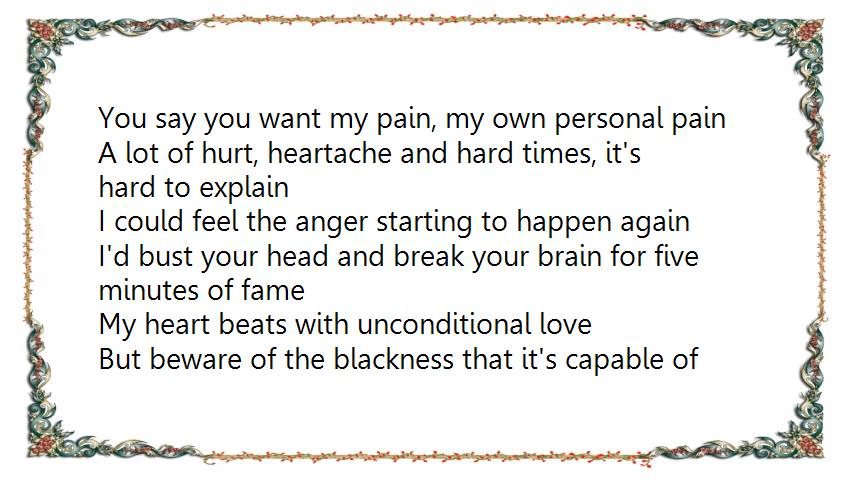 You say you want my pain, my own personal pain
A lot of hurt, heartache and hard times, it's
hard to explain
I could feel the anger starting to happen again
I'd bust your head and break your brain for five
minutes of fame
My heart beats with unconditional love
But beware of the blackness that it's capable of